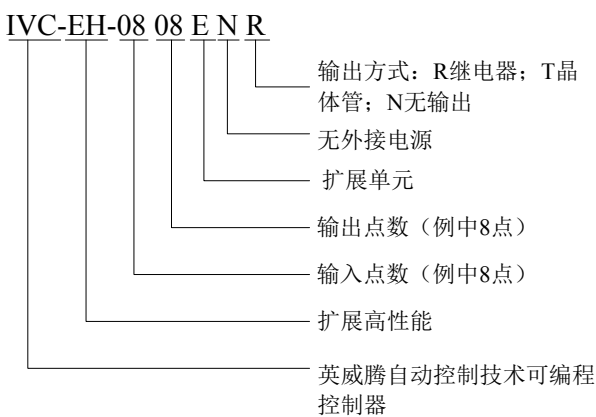 IVC-EH-08 08 E N R
输出方式：R继电器；T晶
体管；N无输出
无外接电源
扩展单元
输出点数（例中8点）
输入点数（例中8点）
扩展高性能
英威腾自动控制技术可编程
控制器